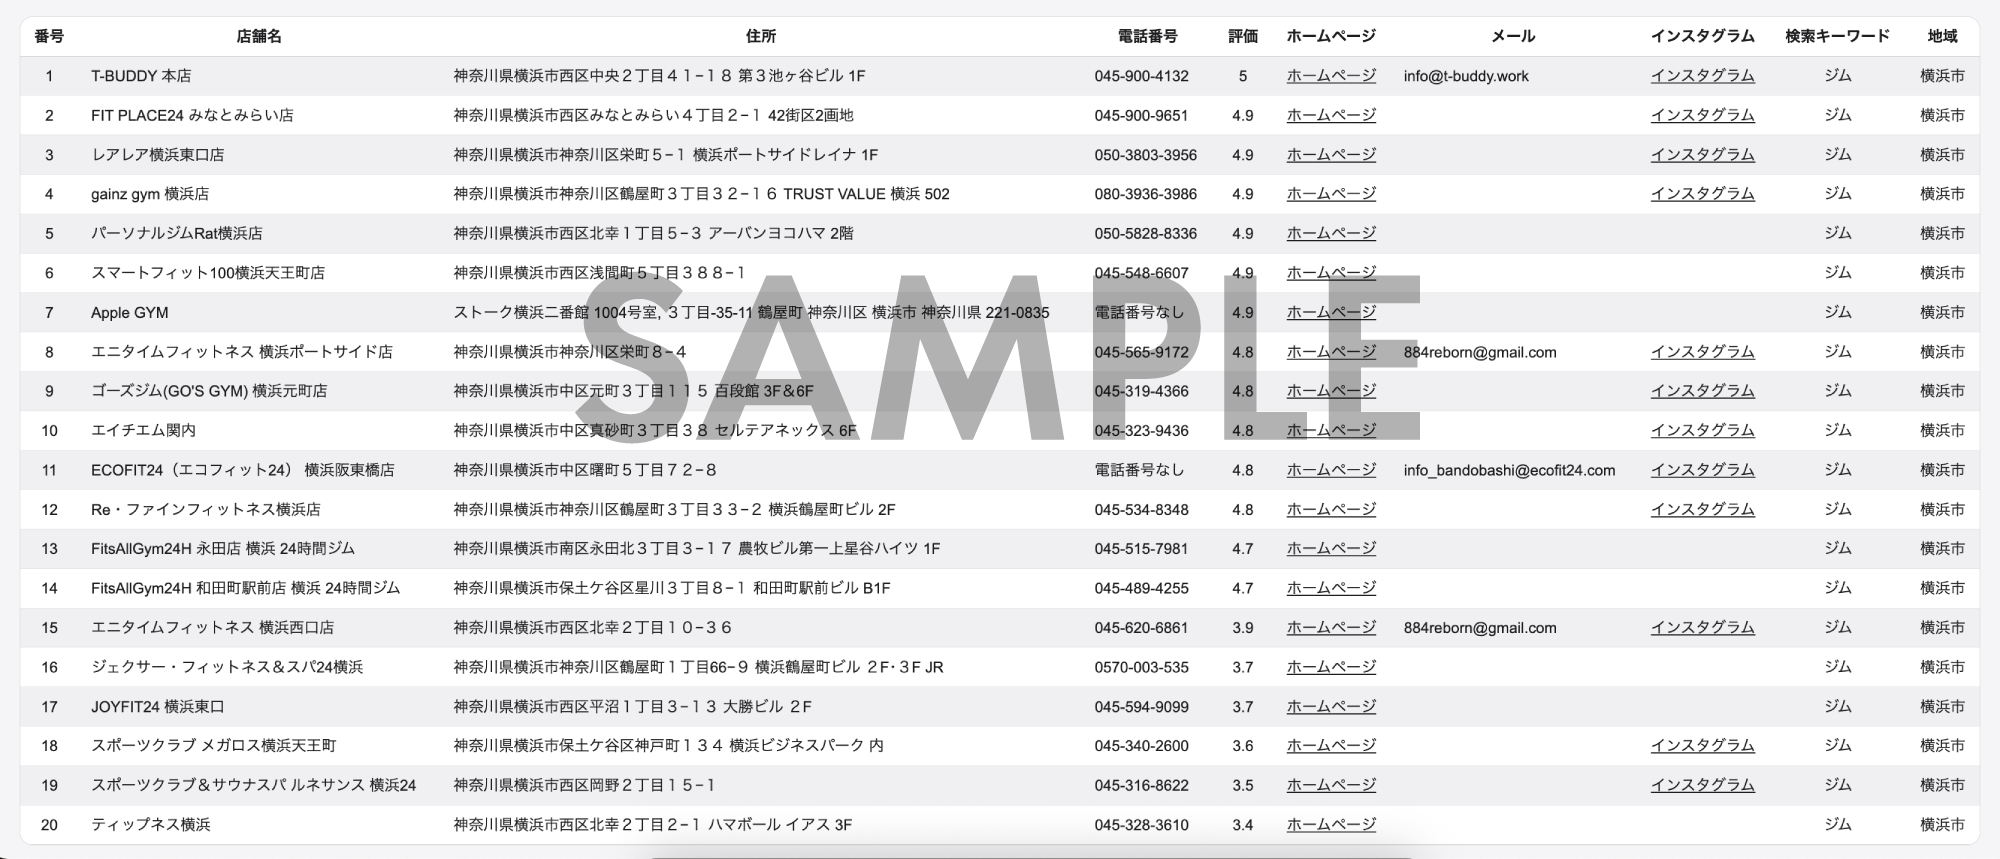 番号 店舗名 住所 電話番号 評価 ホームページ メール インスタグラム 検索キーワード 地域
1 T-BUDDY 本店 神奈川県横浜市西区中央２丁目４１−１８ 第３池ヶ谷ビル 1F 045-900-4132 5 ホームページ info@t-buddy.work インスタグラム ジム 横浜市
2 FIT PLACE24 みなとみらい店 神奈川県横浜市西区みなとみらい４丁目２−１ 42街区2画地 045-900-9651 4.9 ホームページ インスタグラム ジム 横浜市
3 レアレア横浜東口店 神奈川県横浜市神奈川区栄町５−１ 横浜ポートサイドレイナ 1F 050-3803-3956 4.9 ホームページ インスタグラム ジム 横浜市
4 gainz gym 横浜店 神奈川県横浜市神奈川区鶴屋町３丁目３２−１６ TRUST VALUE 横浜 502 080-3936-3986 4.9 ホームページ インスタグラム ジム 横浜市
5 パーソナルジムRat横浜店 神奈川県横浜市西区北幸１丁目５−３ アーバンヨコハマ 2階 050-5828-8336 4.9 ホームページ ジム 横浜市
6 スマートフィット100横浜天王町店 神奈川県横浜市西区浅間町５丁目３８８−１ 045-548-6607 4.9 ホームページ ジム 横浜市
7 Apple GYM ストーク横浜二番館 1004号室, ３丁目-35-11 鶴屋町 神奈川区 横浜市 神奈川県 221-0835 電話番号なし 4.9 ホームページ ジム 横浜市
SAMPLE
8 エニタイムフィットネス 横浜ポートサイド店 神奈川県横浜市神奈川区栄町８−４ 045-565-9172 4.8 ホームページ 884reborn@gmail.com インスタグラム ジム 横浜市
9 ゴーズジム(GO'S GYM) 横浜元町店 神奈川県横浜市中区元町３丁目１１５ 百段館 3F＆6F 045-319-4366 4.8 ホームページ インスタグラム ジム 横浜市
10 エイチエム関内 神奈川県横浜市中区真砂町３丁目３８ セルテアネックス 6F 045-323-9436 4.8 ホームページ インスタグラム ジム 横浜市
11 ECOFIT24（エコフィット24） 横浜阪東橋店 神奈川県横浜市中区曙町５丁目７２−８ 電話番号なし 4.8 ホームページ info_bandobashi@ecofit24.com インスタグラム ジム 横浜市
12 Re・ファインフィットネス横浜店 神奈川県横浜市神奈川区鶴屋町３丁目３３−２ 横浜鶴屋町ビル 2F 045-534-8348 4.8 ホームページ インスタグラム ジム 横浜市
13 FitsAllGym24H 永田店 横浜 24時間ジム 神奈川県横浜市南区永田北３丁目３−１７ 農牧ビル第一上星谷ハイツ 1F 045-515-7981 4.7 ホームページ ジム 横浜市
14 FitsAllGym24H 和田町駅前店 横浜 24時間ジム 神奈川県横浜市保土ケ谷区星川３丁目８−１ 和田町駅前ビル B1F 045-489-4255 4.7 ホームページ ジム 横浜市
15 エニタイムフィットネス 横浜西口店 神奈川県横浜市西区北幸２丁目１０−３６ 045-620-6861 3.9 ホームページ 884reborn@gmail.com インスタグラム ジム 横浜市
16 ジェクサー・フィットネス＆スパ24横浜 神奈川県横浜市神奈川区鶴屋町１丁目66−９ 横浜鶴屋町ビル ２F･３F JR 0570-003-535 3.7 ホームページ ジム 横浜市
17 JOYFIT24 横浜東口 神奈川県横浜市西区平沼１丁目３−１３ 大勝ビル ２F 045-594-9099 3.7 ホームページ ジム 横浜市
18 スポーツクラブ メガロス横浜天王町 神奈川県横浜市保土ケ谷区神戸町１３４ 横浜ビジネスパーク 内 045-340-2600 3.6 ホームページ インスタグラム ジム 横浜市
19 スポーツクラブ＆サウナスパ ルネサンス 横浜24 神奈川県横浜市西区岡野２丁目１５−１ 045-316-8622 3.5 ホームページ インスタグラム ジム 横浜市
20 ティップネス横浜 神奈川県横浜市西区北幸２丁目２−１ ハマボール イアス 3F 045-328-3610 3.4 ホームページ ジム 横浜市